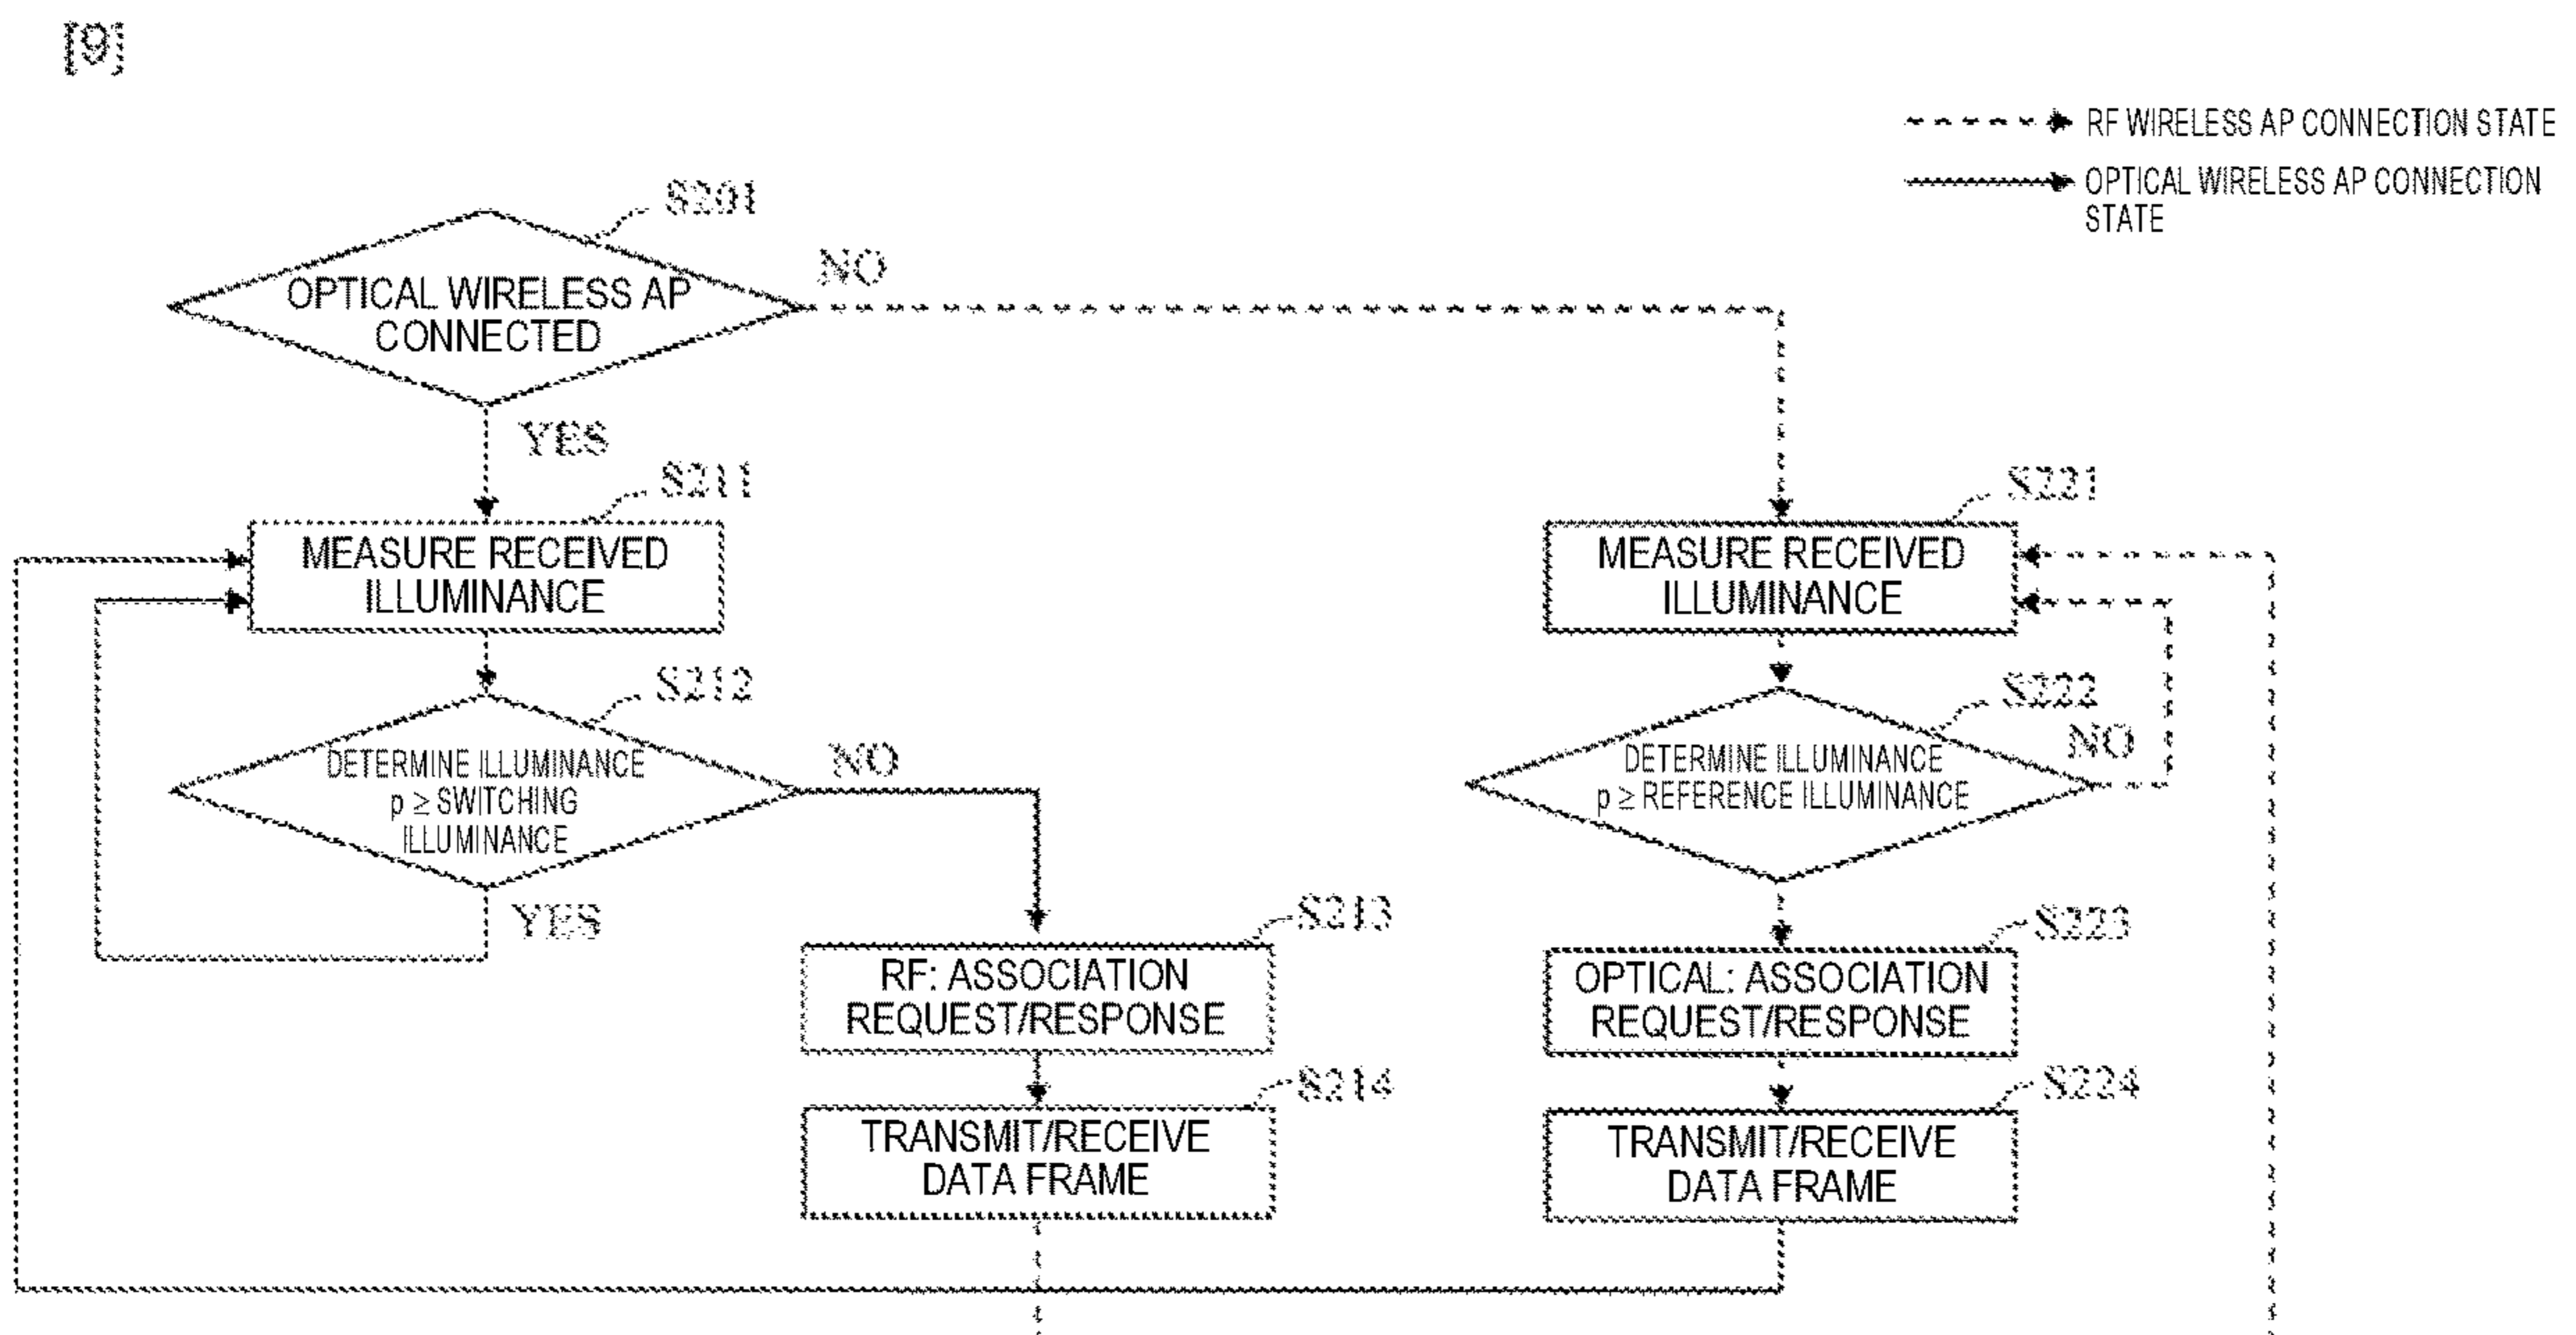 [9]
RF WIRELESS AP CONNECTION STATE
OPTICAL WIRELESS AP CONNECTION
STATE
S201
OPTICAL WIRELESS AP
CONNECTED
NO
YES
S211
MEASURE RECEIVED
ILLUMINANCE
S221
MEASURE RECEIVED
ILLUMINANCE
S212
DETERMINE ILLUMINANCE
p ≥ SWITCHING
ILLUMINANCE
NO
YES
S222
DETERMINE ILLUMINANCE
p ≥ REFERENCE ILLUMINANCE
NO
S213
RF: ASSOCIATION
REQUEST/RESPONSE
S223
OPTICAL: ASSOCIATION
REQUEST/RESPONSE
S214
TRANSMIT/RECEIVE
DATA FRAME
S224
TRANSMIT/RECEIVE
DATA FRAME